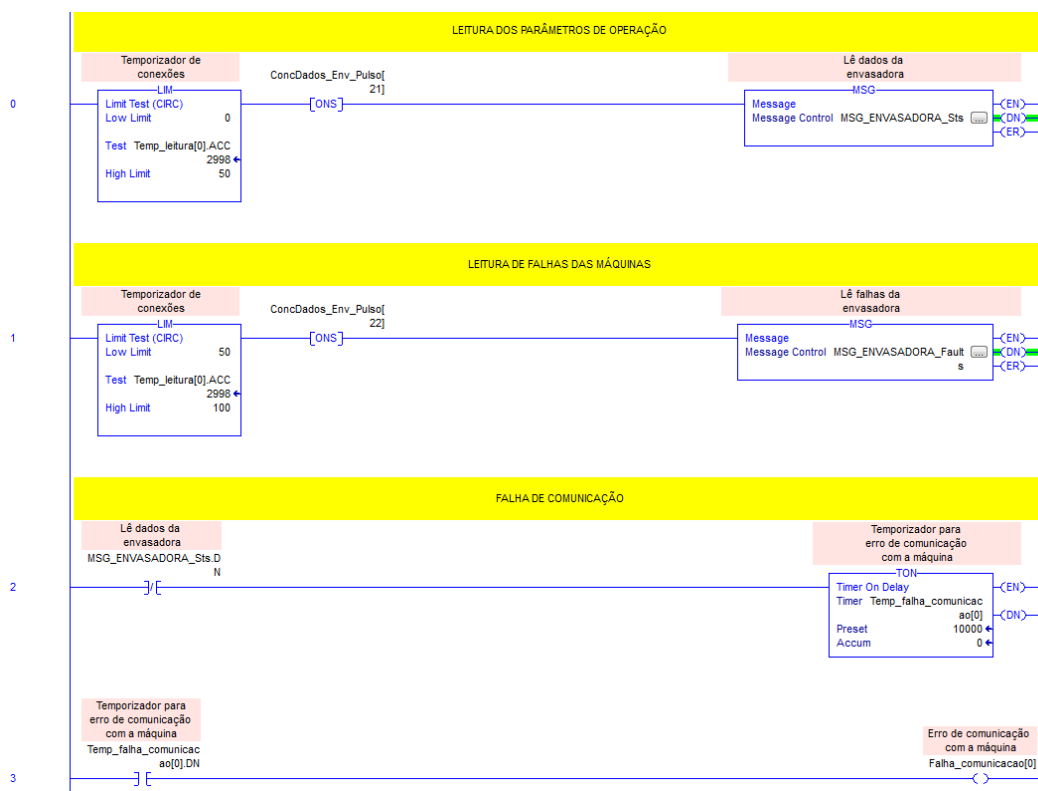 LEITURA DOS PARÂMETROS DE OPERAÇÃO
Temporizador de
conexões
LIM
Limit Test (CIRC)
Low Limit 0
Test Temp_leitura[0].ACC
2998
High Limit 50
ConcDados_Env_Pulso[
21]
ONS
Lê dados da
envasadora
MSG
Message
Message Control MSG_ENVASADORA_Sts ...
EN
DN
ER
0
LEITURA DE FALHAS DAS MÁQUINAS
Temporizador de
conexões
LIM
Limit Test (CIRC)
Low Limit 50
Test Temp_leitura[0].ACC
2998
High Limit 100
ConcDados_Env_Pulso[
22]
ONS
Lê falhas da
envasadora
MSG
Message
Message Control MSG_ENVASADORA_Fault ...
s
EN
DN
ER
1
FALHA DE COMUNICAÇÃO
Lê dados da
envasadora
MSG_ENVASADORA_Sts.D
N
Temporizador para
erro de comunicação
com a máquina
TON
Timer On Delay
Timer Temp_falha_comunicac
ao[0]
Preset 10000
Accum 0
EN
DN
2
Temporizador para
erro de comunicação
com a máquina
Temp_falha_comunicac
ao[0].DN
Erro de comunicação
com a máquina
Falha_comunicacao[0]
3